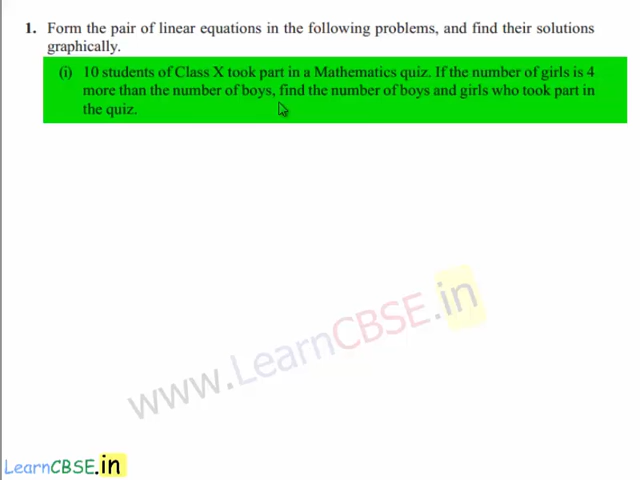 1. Form the pair of linear equations in the following problems, and find their solutions
graphically.
(i) 10 students of Class X took part in a Mathematics quiz. If the number of girls is 4
more than the number of boys, find the number of boys and girls who took part in
the quiz.
www.LearnCBSE.in
LearnCBSE.in